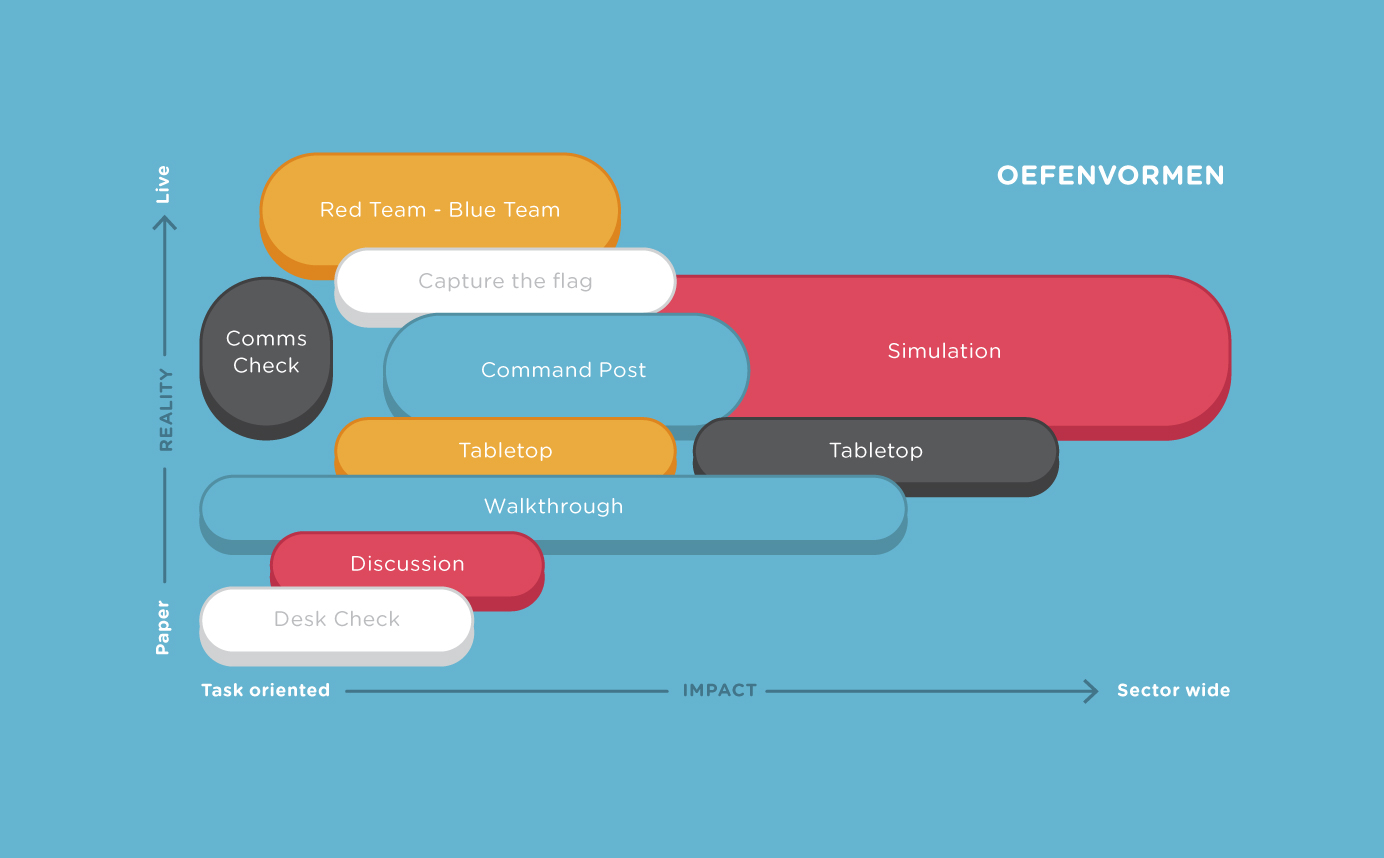 OEFENVORMEN
Live
REALITY
Paper
Red Team - Blue Team
Capture the flag
Comms
Check
Simulation
Command Post
Tabletop
Tabletop
Walkthrough
Discussion
Desk Check
Task oriented
IMPACT
Sector wide